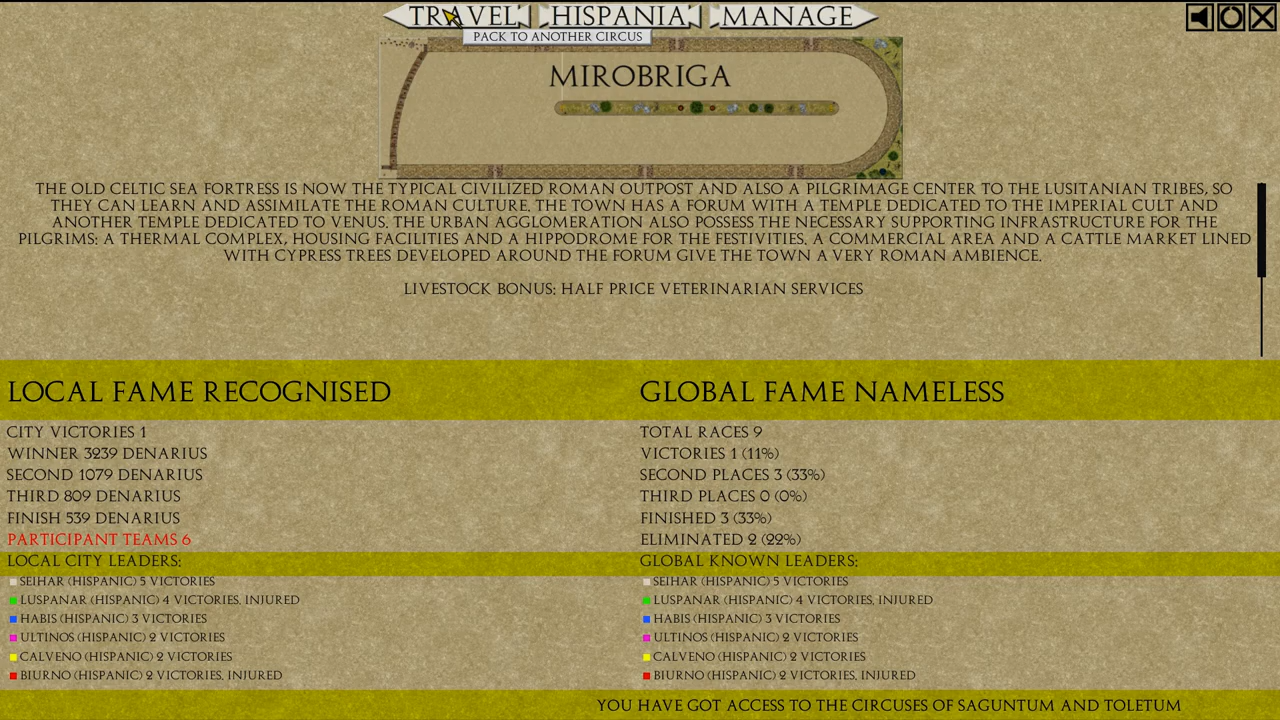 TRAVEL HISPANIA MANAGE
PACK TO ANOTHER CIRCUS
MIROBRIGA
THE OLD CELTIC SEA FORTRESS IS NOW THE TYPICAL CIVILIZED ROMAN OUTPOST AND ALSO A PILGRIMAGE CENTER TO THE LUSITANIAN TRIBES, SO
THEY CAN LEARN AND ASSIMILATE THE ROMAN CULTURE. THE TOWN HAS A FORUM WITH A TEMPLE DEDICATED TO THE IMPERIAL CULT AND
ANOTHER TEMPLE DEDICATED TO VENUS. THE URBAN AGGLOMERATION ALSO POSSESS THE NECESSARY SUPPORTING INFRASTRUCTURE FOR THE
PILGRIMS: A THERMAL COMPLEX, HOUSING FACILITIES AND A HIPPODROME FOR THE FESTIVITIES. A COMMERCIAL AREA AND A CATTLE MARKET LINED
WITH CYPRESS TREES DEVELOPED AROUND THE FORUM GIVE THE TOWN A VERY ROMAN AMBIENCE.
LIVESTOCK BONUS: HALF PRICE VETERINARIAN SERVICES
LOCAL FAME RECOGNISED
CITY VICTORIES 1
WINNER 3239 DENARIUS
SECOND 1079 DENARIUS
THIRD 809 DENARIUS
FINISH 539 DENARIUS
PARTICIPANT TEAMS 6
LOCAL CITY LEADERS:
SEIHAR (HISPANIC) 5 VICTORIES
LUSPANAR (HISPANIC) 4 VICTORIES, INJURED
HABIS (HISPANIC) 3 VICTORIES
ULTINOS (HISPANIC) 2 VICTORIES
CALVENO (HISPANIC) 2 VICTORIES
BIURNO (HISPANIC) 2 VICTORIES, INJURED
GLOBAL FAME NAMELESS
TOTAL RACES 9
VICTORIES 1 (11%)
SECOND PLACES 3 (33%)
THIRD PLACES 0 (0%)
FINISHED 3 (33%)
ELIMINATED 2 (22%)
GLOBAL KNOWN LEADERS:
SEIHAR (HISPANIC) 5 VICTORIES
LUSPANAR (HISPANIC) 4 VICTORIES, INJURED
HABIS (HISPANIC) 3 VICTORIES
ULTINOS (HISPANIC) 2 VICTORIES
CALVENO (HISPANIC) 2 VICTORIES
BIURNO (HISPANIC) 2 VICTORIES, INJURED
YOU HAVE GOT ACCESS TO THE CIRCUSES OF SAGUNTUM AND TOLETUM